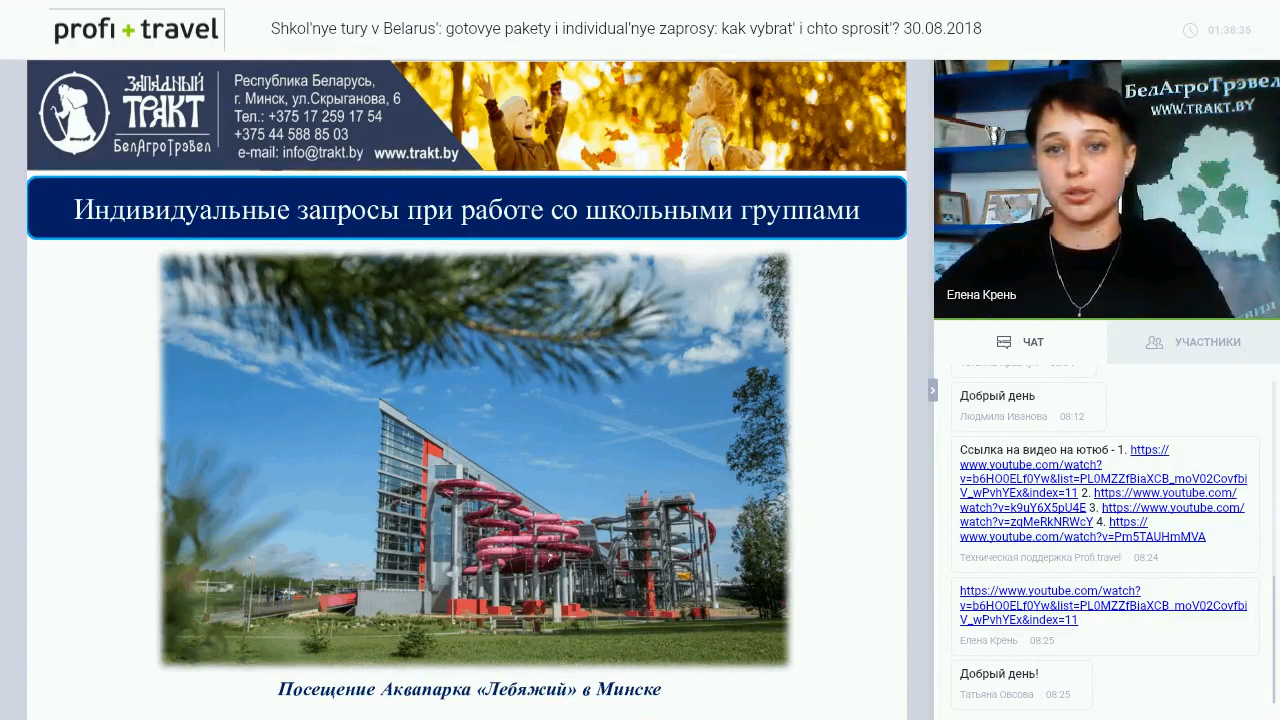 profi + travel
Shkol'nye tury v Belarus': gotovye pakety i individual'nye zaprosy: kak vybrat' i chto sprosit'? 30.08.2018
01:38:35
ЗАПАДНЫЙ
ТРАКТ
БелАгроТрэвел
Республика Беларусь,
г. Минск, ул.Скрыганова, 6
Тел.: +375 17 259 17 54
+375 44 588 85 03
e-mail: info@trakt.by www.trakt.by
Индивидуальные запросы при работе со школьными группами
Посещение Аквапарка «Лебяжий» в Минске
БелАгроТрэвел
WWW.TRAKT.BY
Елена Крень
ЧАТ
УЧАСТНИКИ
Добрый день
Людмила Иванова 08:12
Ссылка на видео на ютюб - 1. https://
www.youtube.com/watch?
v=b6HO0ELf0Yw&list=PL0MZZfBiaXCB_moV02Covfbi
V_wPvhYEx&index=11 2. https://www.youtube.com/
watch?v=k9uY6X5pU4E 3. https://www.youtube.com/
watch?v=zqMeRkNRWcY 4. https://
www.youtube.com/watch?v=Pm5TAUHmMVA
Техническая поддержка Profi.travel 08:24
https://www.youtube.com/watch?
v=b6HO0ELf0Yw&list=PL0MZZfBiaXCB_moV02Covfbi
V_wPvhYEx&index=11
Елена Крень 08:25
Добрый день!
Татьяна Овсова 08:25